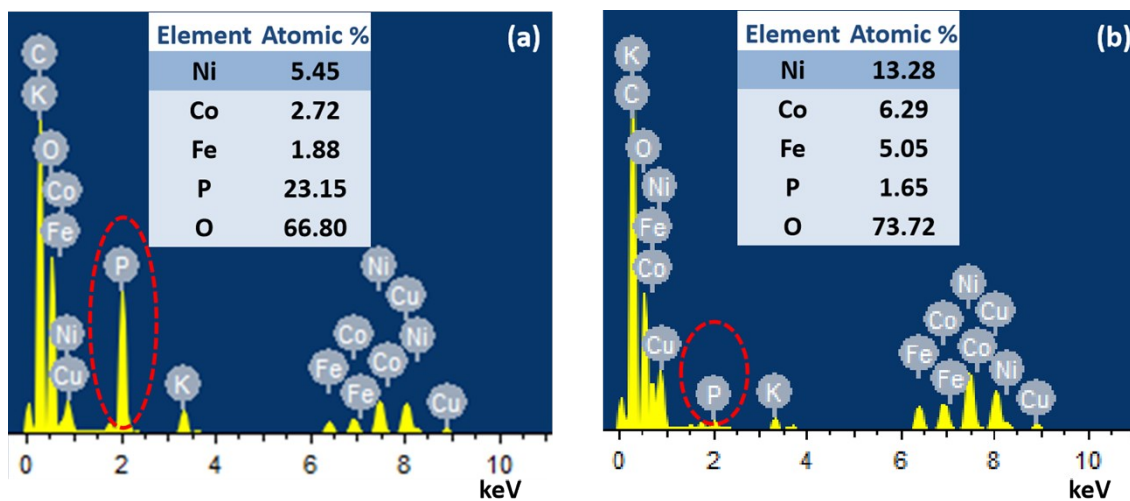 Element Atomic %
Ni 5.45
Co 2.72
Fe 1.88
P 23.15
O 66.80
(a)
C
K
O
Co
Fe
Ni
Cu
P
K
Fe
Co
Fe
Ni
Co
Cu
Ni
Cu
0 2 4 6 8 10
keV
Element Atomic %
Ni 13.28
Co 6.29
Fe 5.05
P 1.65
O 73.72
(b)
K
C
O
Ni
Fe
Co
Cu
P
K
Fe
Co
Fe
Ni
Co
Cu
Ni
Cu
0 2 4 6 8 10
keV